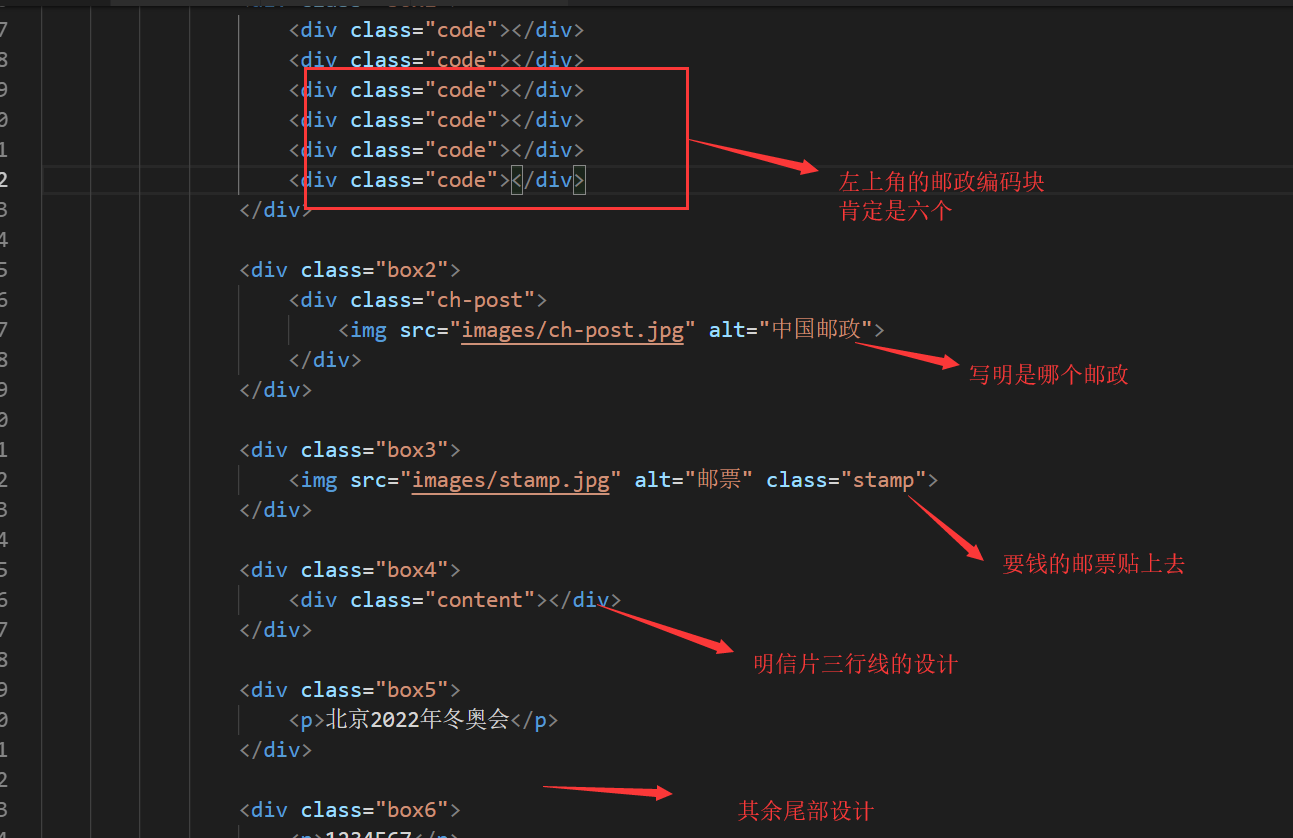 7 <div class="code"></div>
8 <div class="code"></div>
9 <div class="code"></div>
0 <div class="code"></div>
1 <div class="code"></div>
2 <div class="code"></div>
左上角的邮政编码块
肯定是六个
3 </div>
4
5 <div class="box2">
6 <div class="ch-post">
7 <img src="images/ch-post.jpg" alt="中国邮政">
8 </div>
写明是哪个邮政
9 </div>
0
1 <div class="box3">
2 <img src="images/stamp.jpg" alt="邮票" class="stamp">
3 </div>
4
要钱的邮票贴上去
5 <div class="box4">
6 <div class="content"></div>
7 </div>
8
明信片三行线的设计
9 <div class="box5">
0 <p>北京2022年冬奥会</p>
1 </div>
2
3 <div class="box6">
其余尾部设计
<p>1234567</p>